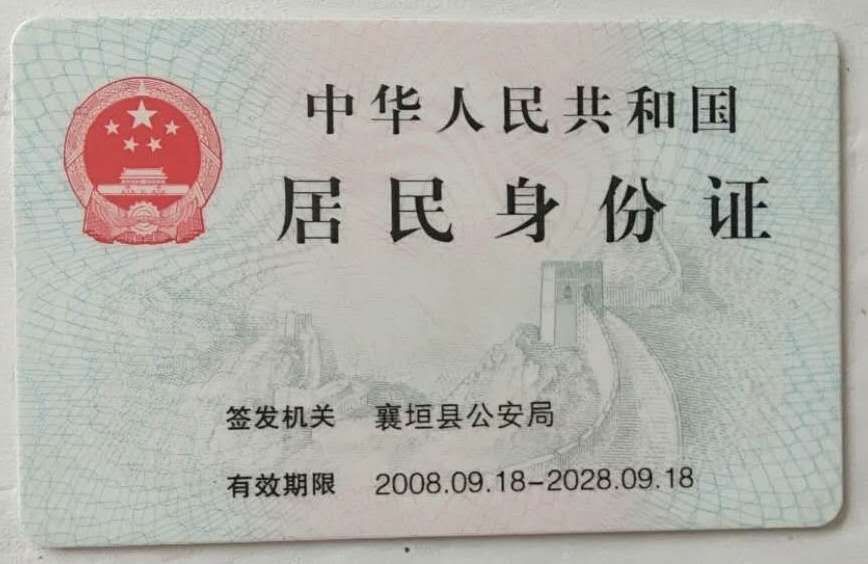 中华人民共和国
居民身份证
签发机关 襄垣县公安局
有效期限 2008.09.18-2028.09.18